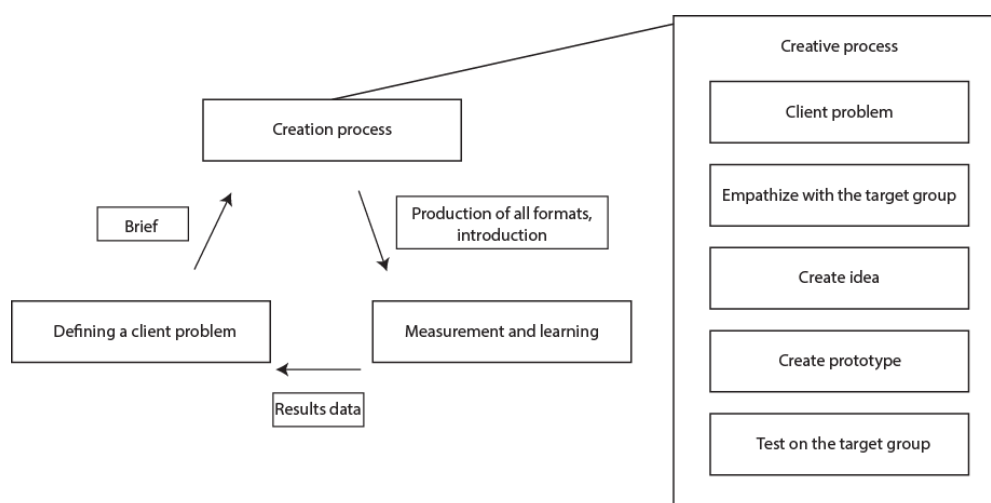 Creation process
Brief
Production of all formats,
introduction
Defining a client problem
Measurement and learning
Results data
Creative process
Client problem
Empathize with the target group
Create idea
Create prototype
Test on the target group